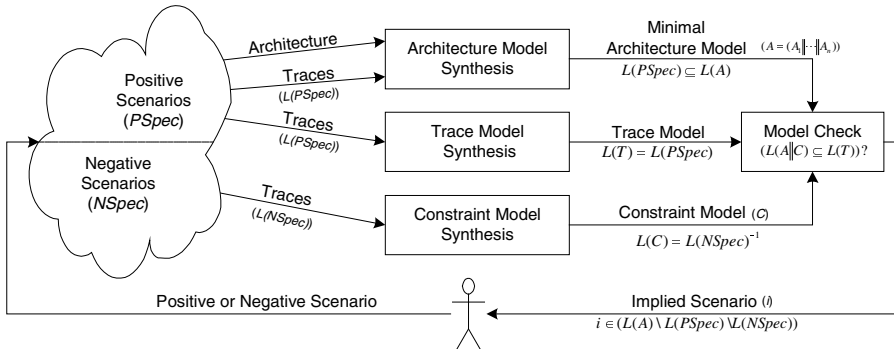 Positive
Scenarios
(PSpec)
Negative
Scenarios
(NSpec)
Architecture
Traces
(L(PSpec))
Traces
(L(PSpec))
Traces
(L(NSpec))
Architecture Model
Synthesis
Trace Model
Synthesis
Constraint Model
Synthesis
Minimal
Architecture Model (A = (A₁‖⋯‖Aₙ))
L(PSpec) ⊆ L(A)
Trace Model
L(T) = L(PSpec)
Constraint Model (C)
L(C) = L(NSpec)⁻¹
Model Check
(L(A‖C) ⊆ L(T))?
Positive or Negative Scenario
Implied Scenario (i)
i ∈ (L(A) \ L(PSpec) \L(NSpec))